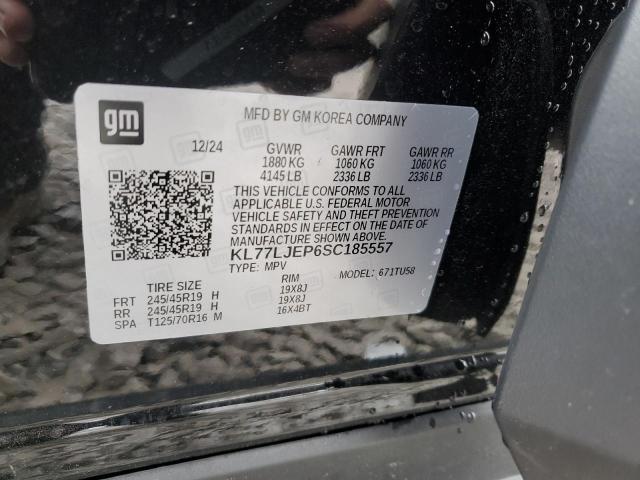 gm
MFD BY GM KOREA COMPANY
12/24 GVWR GAWR FRT GAWR RR
1880 KG 1060 KG 1060 KG
4145 LB 2336 LB 2336 LB
THIS VEHICLE CONFORMS TO ALL
APPLICABLE U.S. FEDERAL MOTOR
VEHICLE SAFETY AND THEFT PREVENTION
STANDARDS IN EFFECT ON THE DATE OF
MANUFACTURE SHOWN ABOVE.
KL77LJEP6SC185557
TYPE: MPV MODEL: 671TU58
TIRE SIZE RIM
FRT 245/45R19 H 19X8J
RR 245/45R19 H 19X8J
SPA T125/70R16 M 16X4BT